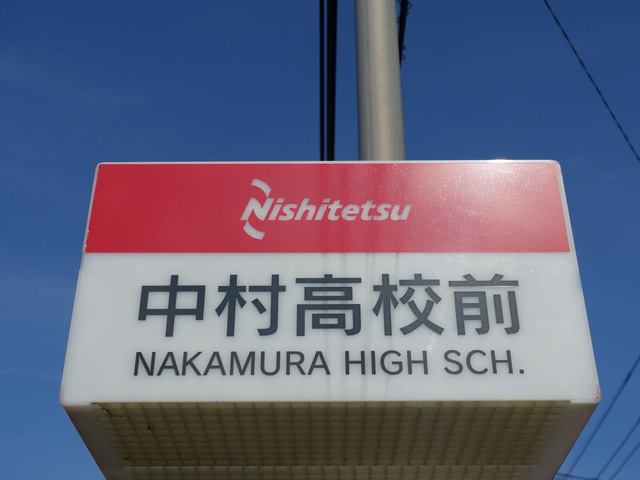 Nishitetsu
中村高校前
NAKAMURA HIGH SCH.